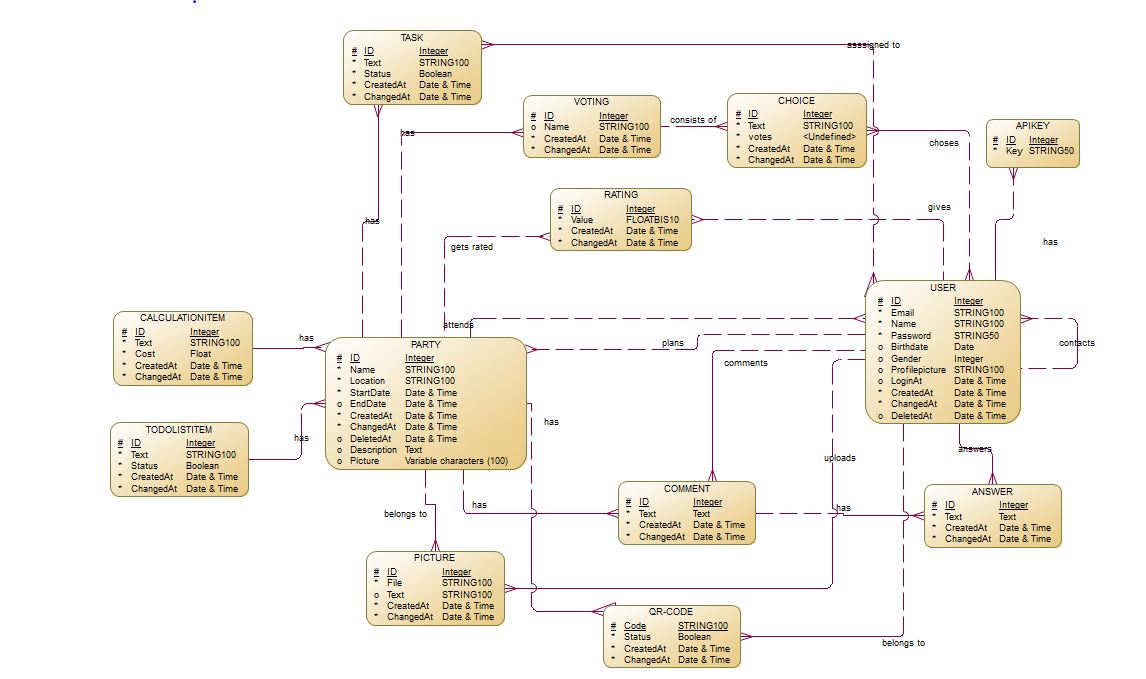 TASK
# ID Integer
* Text STRING100
* Status Boolean
* CreatedAt Date & Time
* ChangedAt Date & Time
asssigned to
VOTING
# ID Integer
o Name STRING100
* CreatedAt Date & Time
* ChangedAt Date & Time
has
consists of
CHOICE
# ID Integer
* Text STRING100
* votes <Undefined>
* CreatedAt Date & Time
* ChangedAt Date & Time
choses
APIKEY
# ID Integer
* Key STRING50
has
has
RATING
# ID Integer
* Value FLOATBIS10
* CreatedAt Date & Time
* ChangedAt Date & Time
gives
gets rated
USER
# ID Integer
* Email STRING100
* Name STRING100
* Password STRING50
o Birthdate Date
o Gender Integer
o Profilepicture STRING100
o LoginAt Date & Time
* CreatedAt Date & Time
* ChangedAt Date & Time
o DeletedAt Date & Time
contacts
CALCULATIONITEM
# ID Integer
* Text STRING100
* Cost Float
* CreatedAt Date & Time
* ChangedAt Date & Time
has
attends
plans
comments
PARTY
# ID Integer
* Name STRING100
* Location STRING100
* StartDate Date & Time
o EndDate Date & Time
* CreatedAt Date & Time
* ChangedAt Date & Time
o DeletedAt Date & Time
o Description Text
o Picture Variable characters (100)
has
TODOLISTITEM
# ID Integer
* Text STRING100
* Status Boolean
* CreatedAt Date & Time
* ChangedAt Date & Time
has
uploads
answers
COMMENT
# ID Integer
* Text Text
* CreatedAt Date & Time
* ChangedAt Date & Time
has
has
ANSWER
# ID Integer
* Text Text
* CreatedAt Date & Time
* ChangedAt Date & Time
belongs to
PICTURE
# ID Integer
* File STRING100
o Text STRING100
* CreatedAt Date & Time
* ChangedAt Date & Time
QR-CODE
# Code STRING100
* Status Boolean
* CreatedAt Date & Time
* ChangedAt Date & Time
belongs to